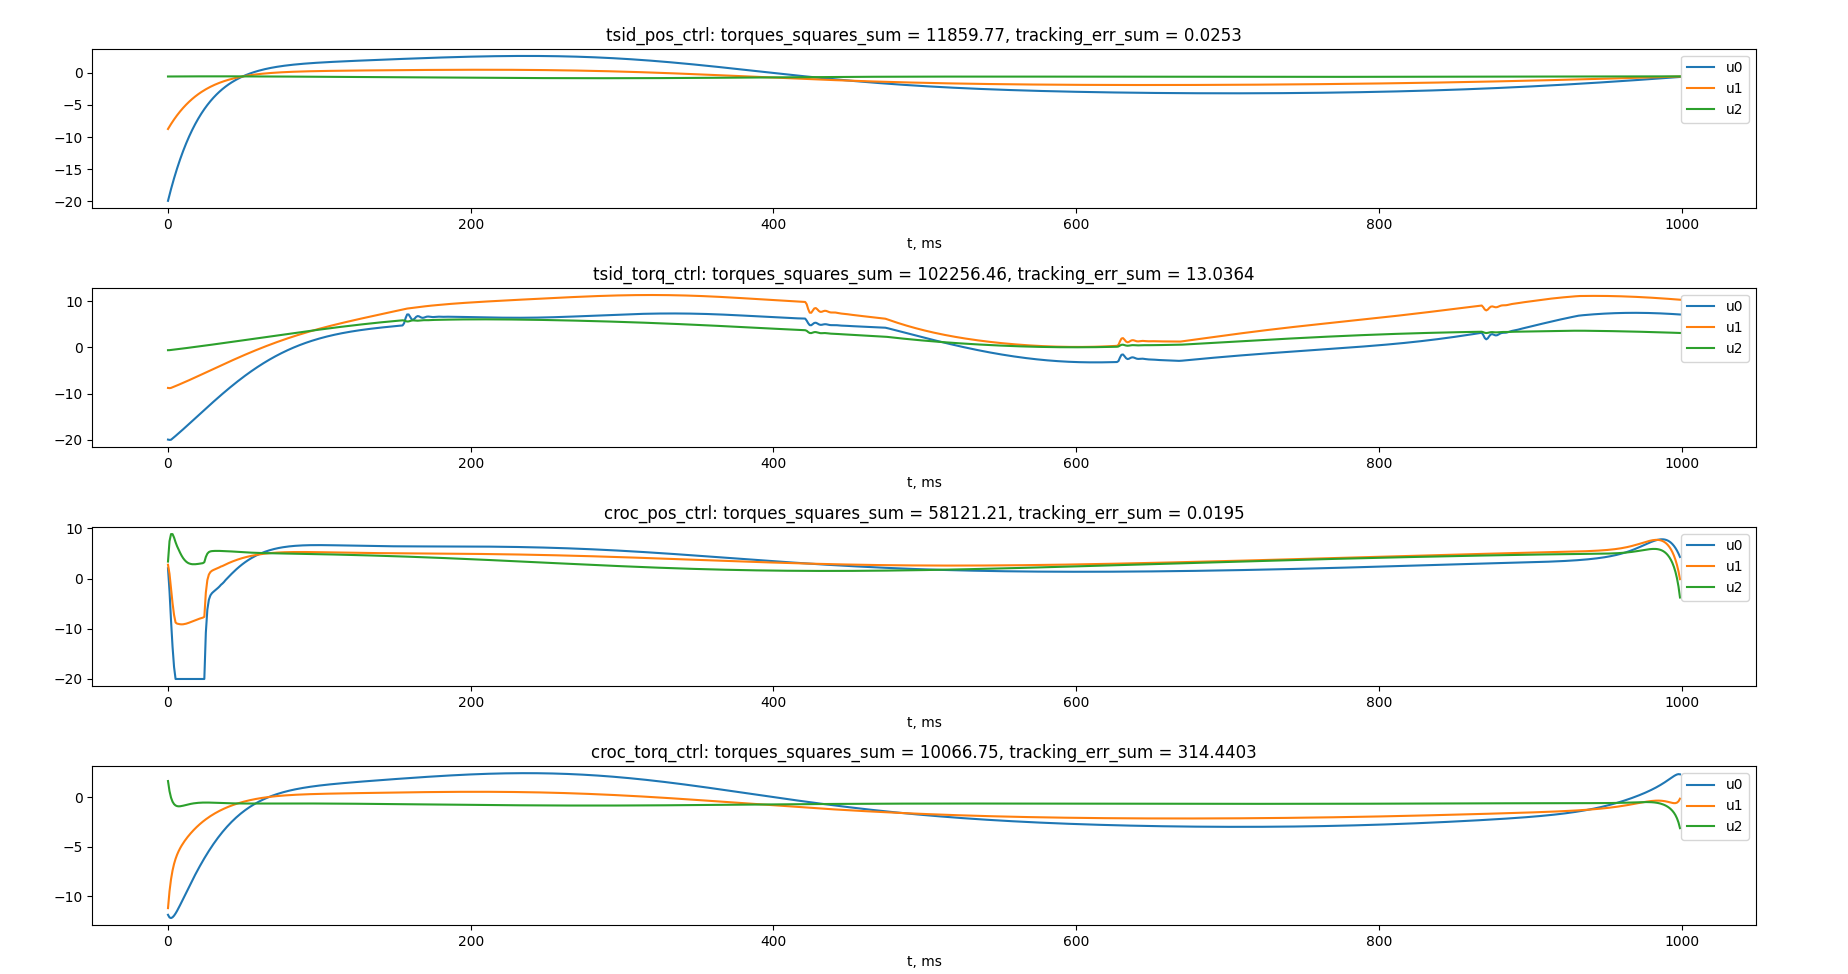 tsid_pos_ctrl: torques_squares_sum = 11859.77, tracking_err_sum = 0.0253
0
−5
−10
−15
−20
u0
u1
u2
0 200 400 600 800 1000
t, ms
tsid_torq_ctrl: torques_squares_sum = 102256.46, tracking_err_sum = 13.0364
10
0
−10
−20
u0
u1
u2
0 200 400 600 800 1000
t, ms
croc_pos_ctrl: torques_squares_sum = 58121.21, tracking_err_sum = 0.0195
10
0
−10
−20
u0
u1
u2
0 200 400 600 800 1000
t, ms
croc_torq_ctrl: torques_squares_sum = 10066.75, tracking_err_sum = 314.4403
0
−5
−10
u0
u1
u2
0 200 400 600 800 1000
t, ms